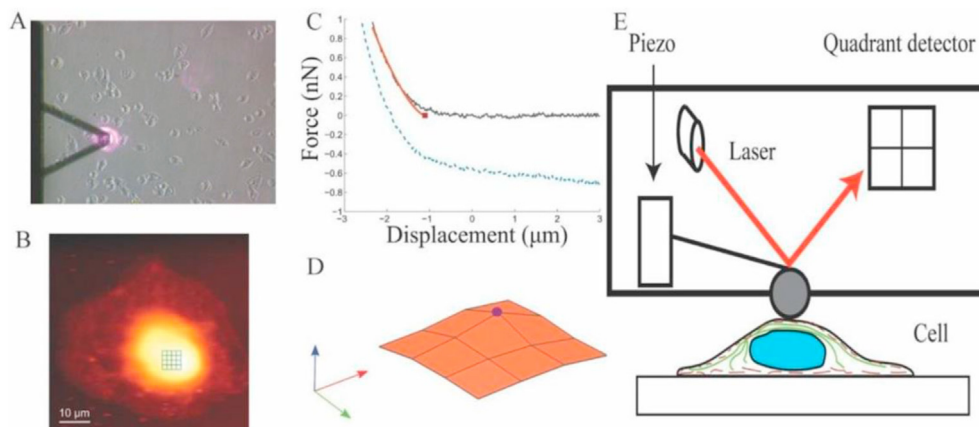 A
B
10 μm
C
Force (nN)
1
0.8
0.6
0.4
0.2
0
-0.2
-0.4
-0.6
-0.8
-1
-3
-2
-1
0
1
2
3
Displacement (μm)
D
E
Piezo
Quadrant detector
Laser
Cell